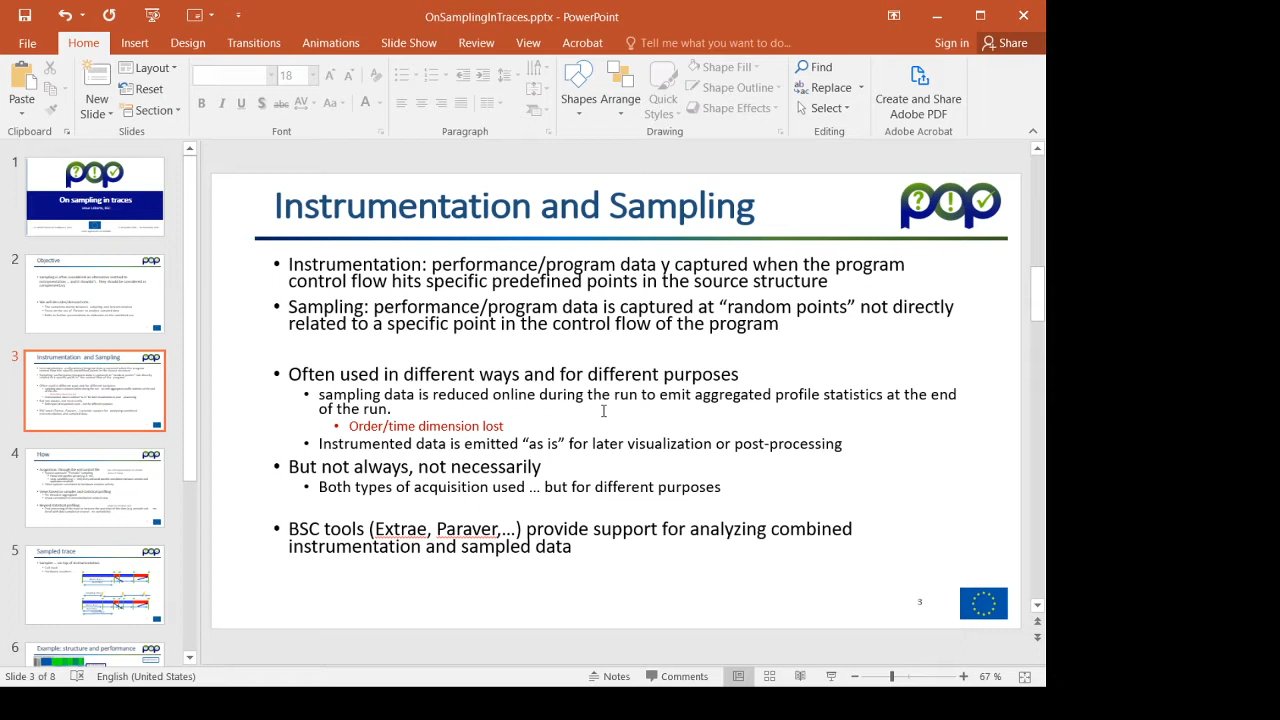 OnSamplingInTraces.pptx - PowerPoint
File Home Insert Design Transitions Animations Slide Show Review View Acrobat Tell me what you want to do... Sign in Share
Paste
Clipboard
New Slide
Layout
Reset
Section
Slides
18
Font
Paragraph
Shapes
Arrange
Quick Styles
Shape Fill
Shape Outline
Shape Effects
Drawing
Find
Replace
Select
Editing
Create and Share Adobe PDF
Adobe Acrobat
1
pop
On sampling in traces
2
Objective
3
Instrumentation and Sampling
4
How
5
Sampled trace
6
Example: structure and performance
Instrumentation and Sampling
pop
• Instrumentation: performance/program data y captured when the program
control flow hits specific predefined points in the source structure
• Sampling: performance/program data is captured at “random points” not directly
related to a specific point in the control flow of the program
• Often used in different ways and for different purposes
• Sampling data is reduced online during the run to emit aggregated profile statistics at the end
of the run.
• Order/time dimension lost
• Instrumented data is emitted “as is” for later visualization or post-processing
• But not always, not necessarily
• Both types of acquisition used … but for different purposes
• BSC tools (Extrae, Paraver,…) provide support for analyzing combined
instrumentation and sampled data
3
Slide 3 of 8 English (United States) Notes Comments 67 %